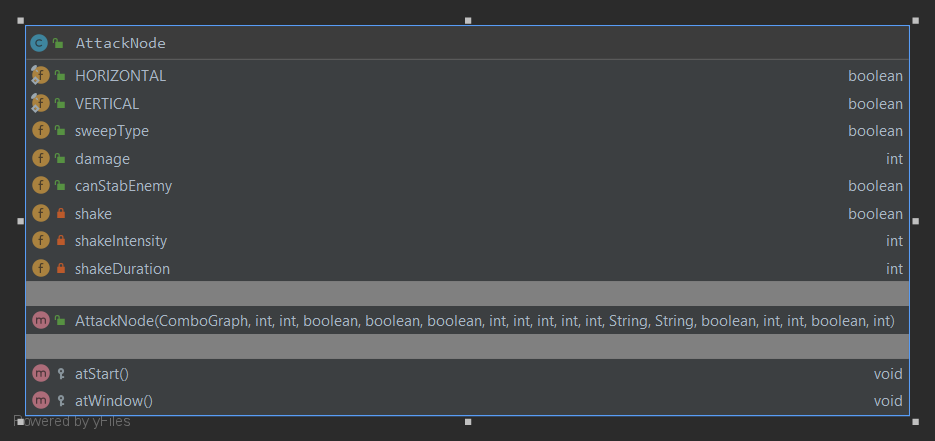 AttackNode
HORIZONTAL boolean
VERTICAL boolean
sweepType boolean
damage int
canStabEnemy boolean
shake boolean
shakeIntensity int
shakeDuration int
AttackNode(ComboGraph, int, int, boolean, boolean, boolean, int, int, int, int, int, String, String, boolean, int, int, boolean, int)
atStart() void
atWindow() void
Powered by yFiles